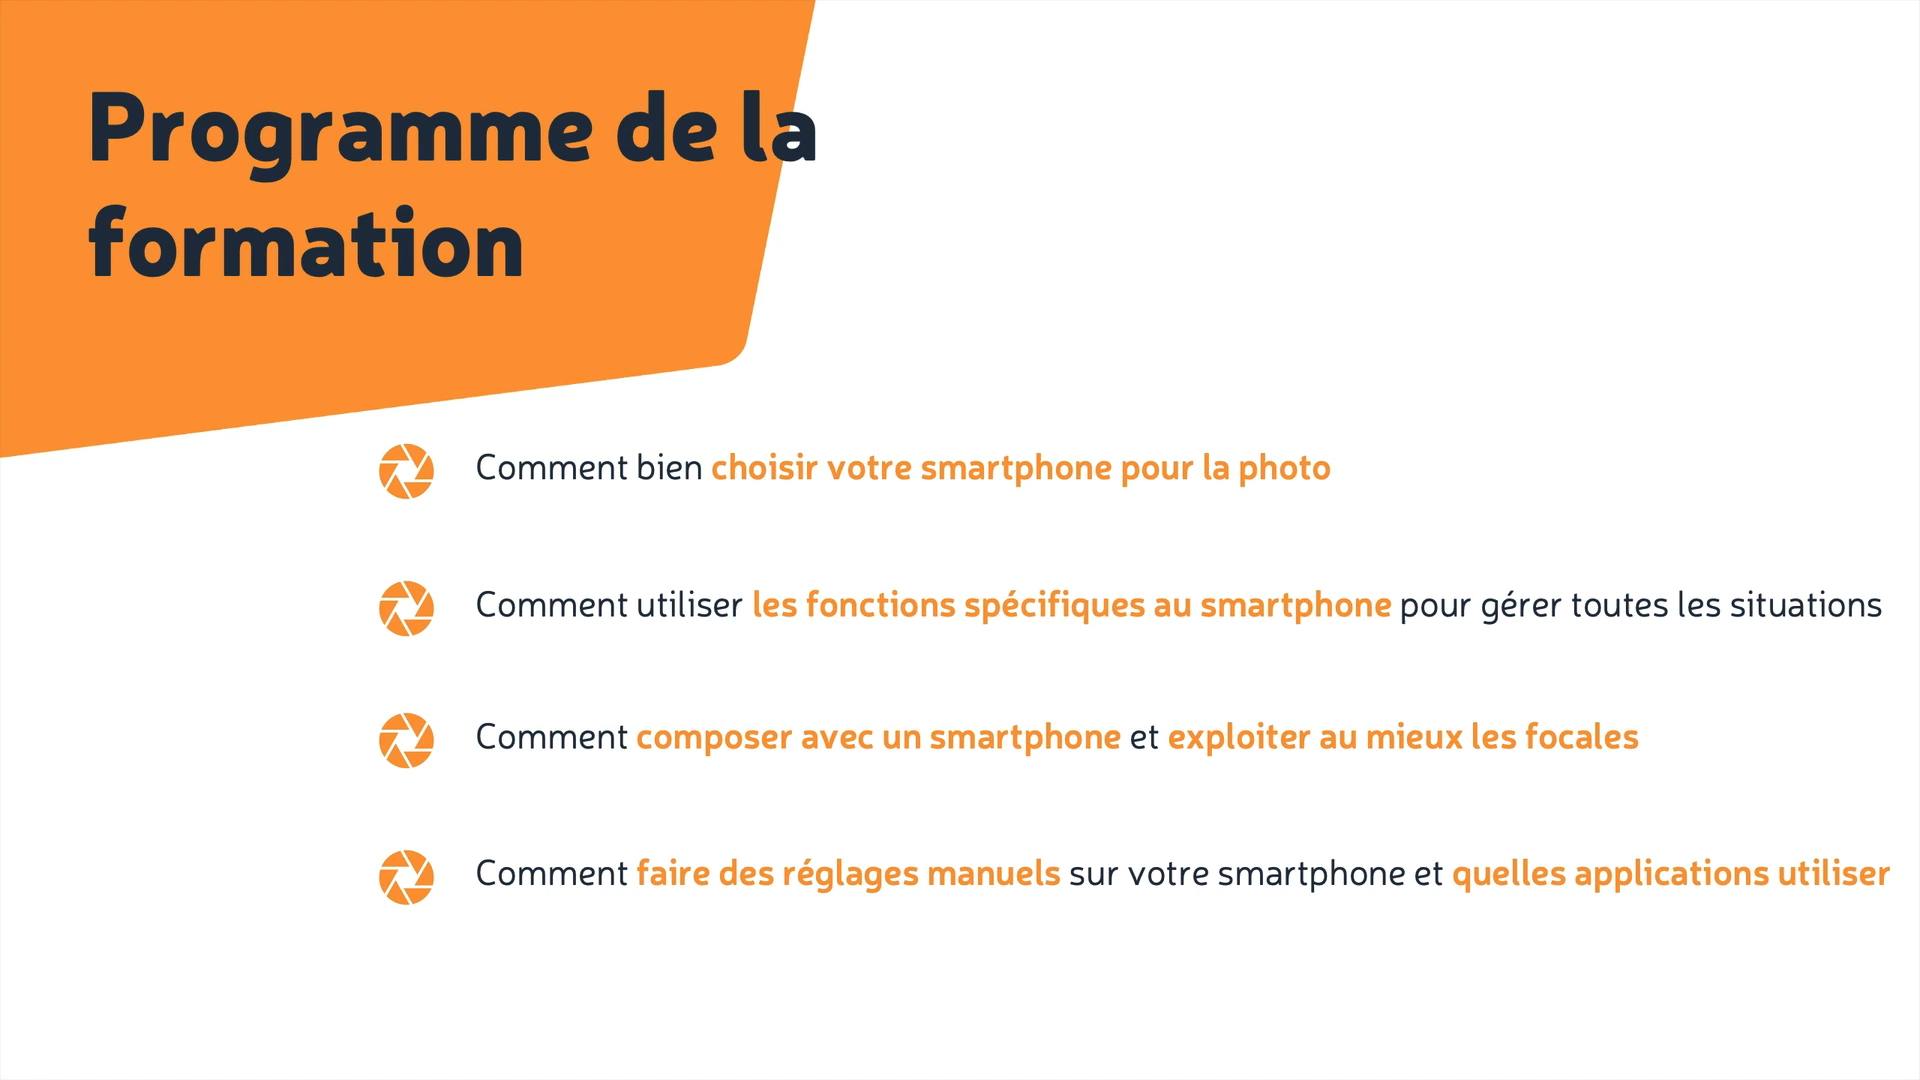 Programme de la
formation
Comment bien choisir votre smartphone pour la photo
Comment utiliser les fonctions spécifiques au smartphone pour gérer toutes les situations
Comment composer avec un smartphone et exploiter au mieux les focales
Comment faire des réglages manuels sur votre smartphone et quelles applications utiliser